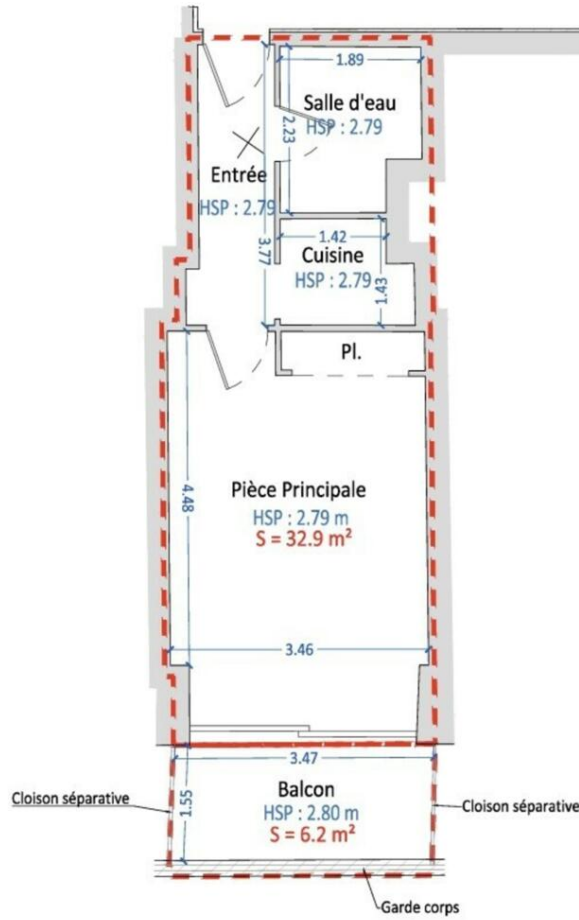 1.89
Salle d'eau
HSP : 2.79
2.23
Entrée
HSP : 2.79
3.77
1.42
Cuisine
HSP : 2.79
1.43
Pl.
4.48
Pièce Principale
HSP : 2.79 m
S = 32.9 m²
3.46
3.47
Balcon
HSP : 2.80 m
S = 6.2 m²
1.55
Cloison séparative
Cloison séparative
Garde corps